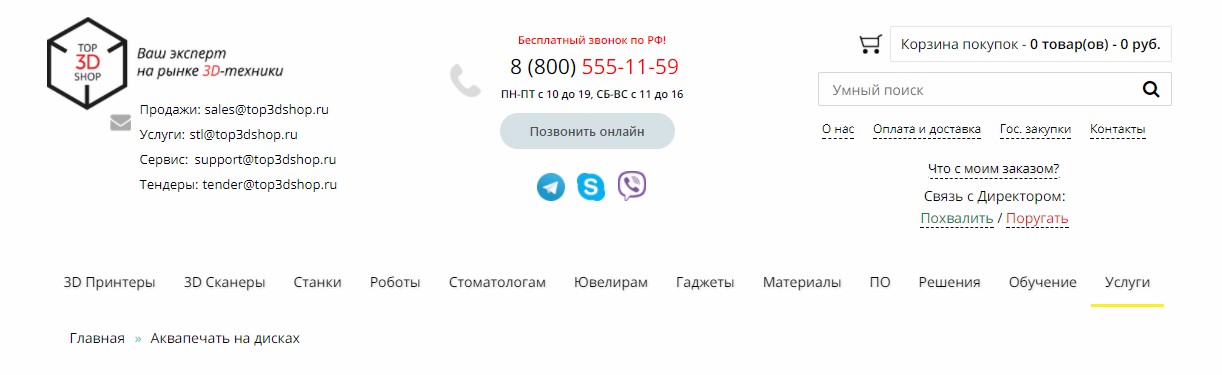 TOP
3D
SHOP
Ваш эксперт
на рынке 3D-техники
Продажи: sales@top3dshop.ru
Услуги: stl@top3dshop.ru
Сервис: support@top3dshop.ru
Тендеры: tender@top3dshop.ru
Бесплатный звонок по РФ!
8 (800) 555-11-59
ПН-ПТ с 10 до 19, СБ-ВС с 11 до 16
Позвонить онлайн
Корзина покупок - 0 товар(ов) - 0 руб.
Умный поиск
О нас Оплата и доставка Гос. закупки Контакты
Что с моим заказом?
Связь с Директором:
Похвалить / Поругать
3D Принтеры 3D Сканеры Станки Роботы Стоматологам Ювелирам Гаджеты Материалы ПО Решения Обучение Услуги
Главная » Аквапечать на дисках